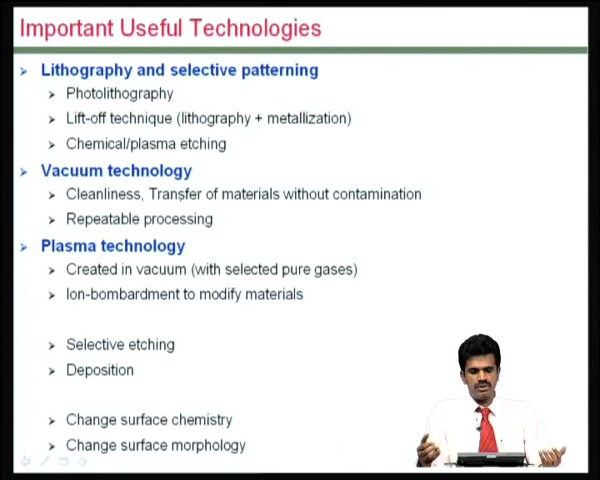 Important Useful Technologies
Lithography and selective patterning
Photolithography
Lift-off technique (lithography + metallization)
Chemical/plasma etching
Vacuum technology
Cleanliness, Transfer of materials without contamination
Repeatable processing
Plasma technology
Created in vacuum (with selected pure gases)
Ion-bombardment to modify materials
Selective etching
Deposition
Change surface chemistry
Change surface morphology